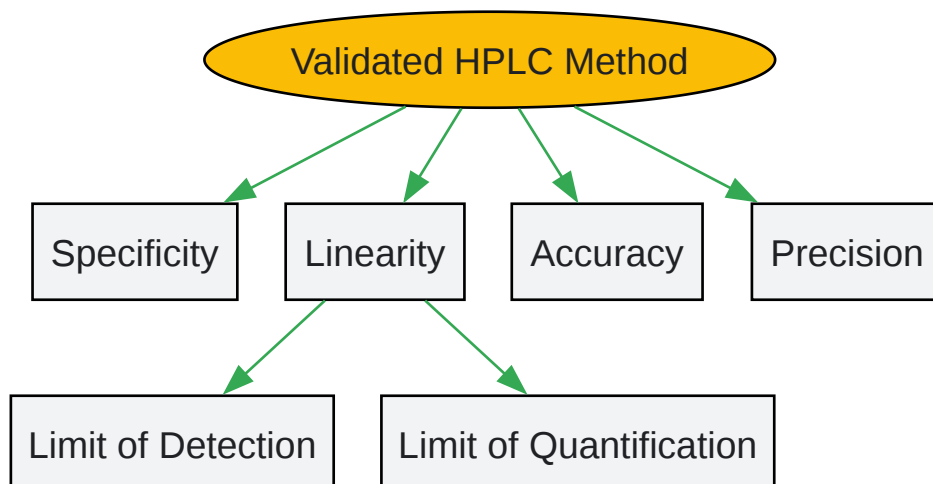 Validated HPLC Method
Specificity
Linearity
Accuracy
Precision
Limit of Detection
Limit of Quantification